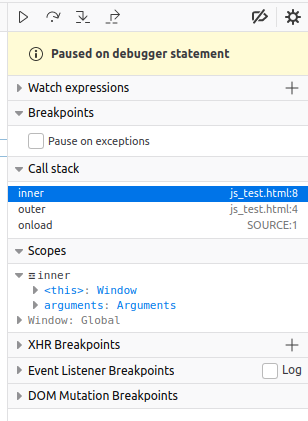 Paused on debugger statement
Watch expressions
Breakpoints
Pause on exceptions
Call stack
inner js_test.html:8
outer js_test.html:4
onload SOURCE:1
Scopes
inner
<this>: Window
arguments: Arguments
Window: Global
XHR Breakpoints
Event Listener Breakpoints Log
DOM Mutation Breakpoints